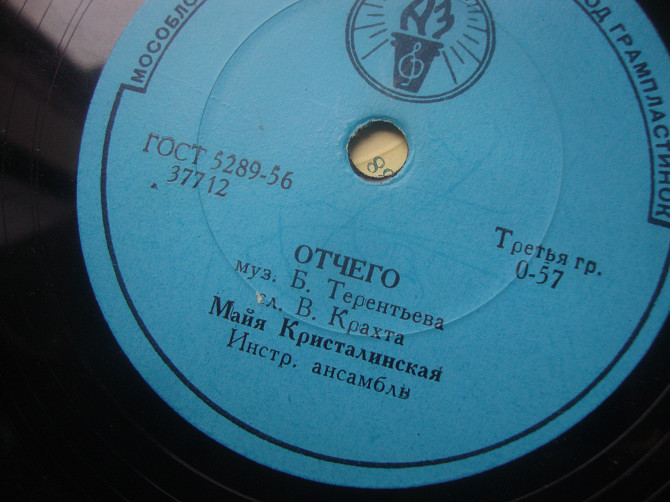 МОСОБЛ
ОД ГРАМПЛАСТИНОК
ГОСТ 5289-56
37712
Третья гр.
0-57
ОТЧЕГО
муз. Б. Терентьева
сл. В. Крахта
Майя Кристалинская
Инстр. ансамбль